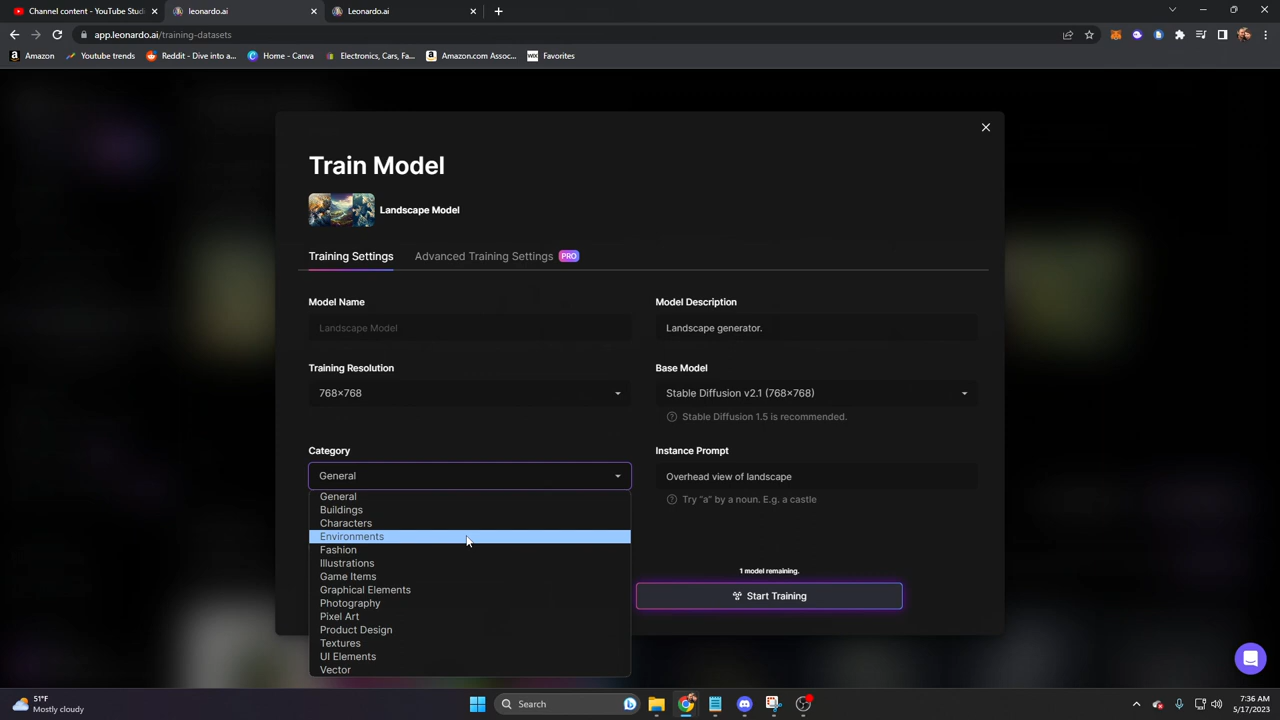 Channel content - YouTube Studi
leonardo.ai
Leonardo.ai
app.leonardo.ai/training-datasets
Amazon
Youtube trends
Reddit - Dive into a...
Home - Canva
Electronics, Cars, Fa...
Amazon.com Assoc...
WIX
Favorites
Train Model
Landscape Model
Training Settings
Advanced Training Settings PRO
Model Name
Model Description
Landscape Model
Landscape generator.
Training Resolution
Base Model
768×768
Stable Diffusion v2.1 (768×768)
Stable Diffusion 1.5 is recommended.
Category
Instance Prompt
General
Overhead view of landscape
Try "a" by a noun. E.g. a castle
General
Buildings
Characters
Environments
Fashion
Illustrations
Game Items
Graphical Elements
Photography
Pixel Art
Product Design
Textures
UI Elements
Vector
1 model remaining.
Start Training
51°F
Mostly cloudy
Search
7:36 AM
5/17/2023